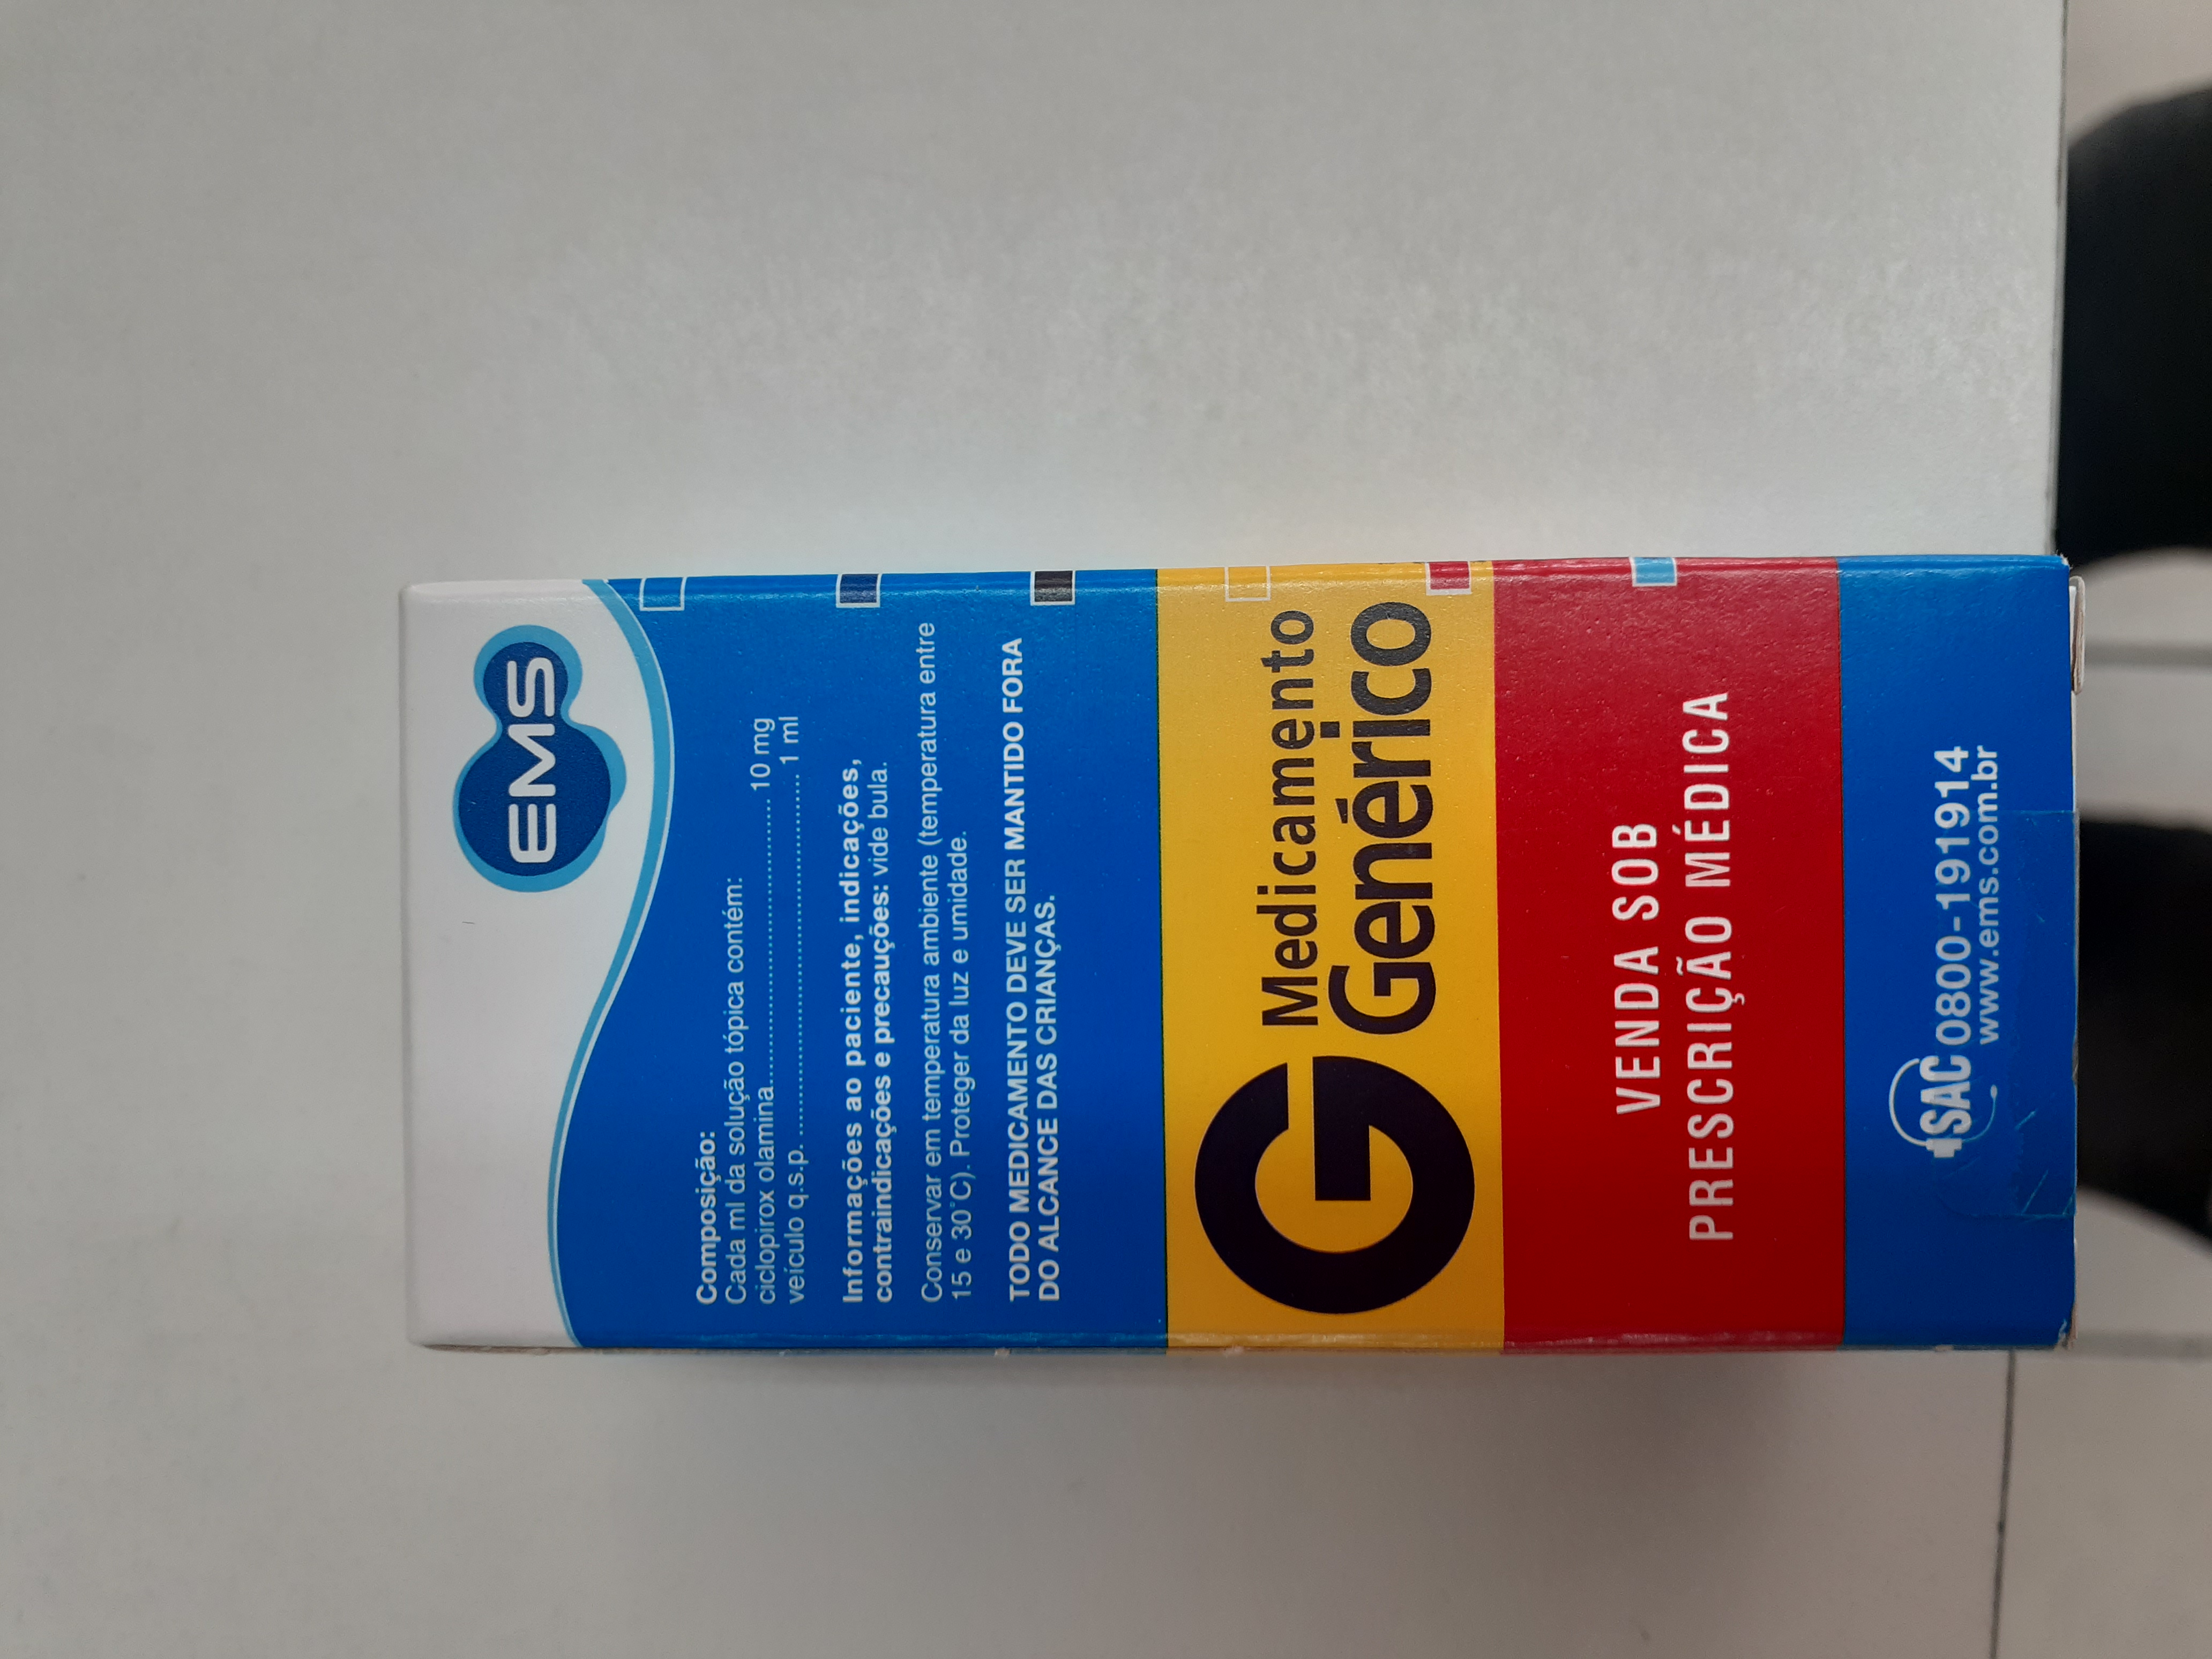 EMS
Composição:
Cada ml da solução tópica contém:
ciclopirox olamina........................................ 10 mg
veículo q.s.p. .................................................. 1 ml
Informações ao paciente, indicações,
contraindicações e precauções: vide bula.
Conservar em temperatura ambiente (temperatura entre
15 e 30°C). Proteger da luz e umidade.
TODO MEDICAMENTO DEVE SER MANTIDO FORA
DO ALCANCE DAS CRIANÇAS.
G Medicamento
Genérico
VENDA SOB
PRESCRIÇÃO MÉDICA
SAC 0800-191914
www.ems.com.br